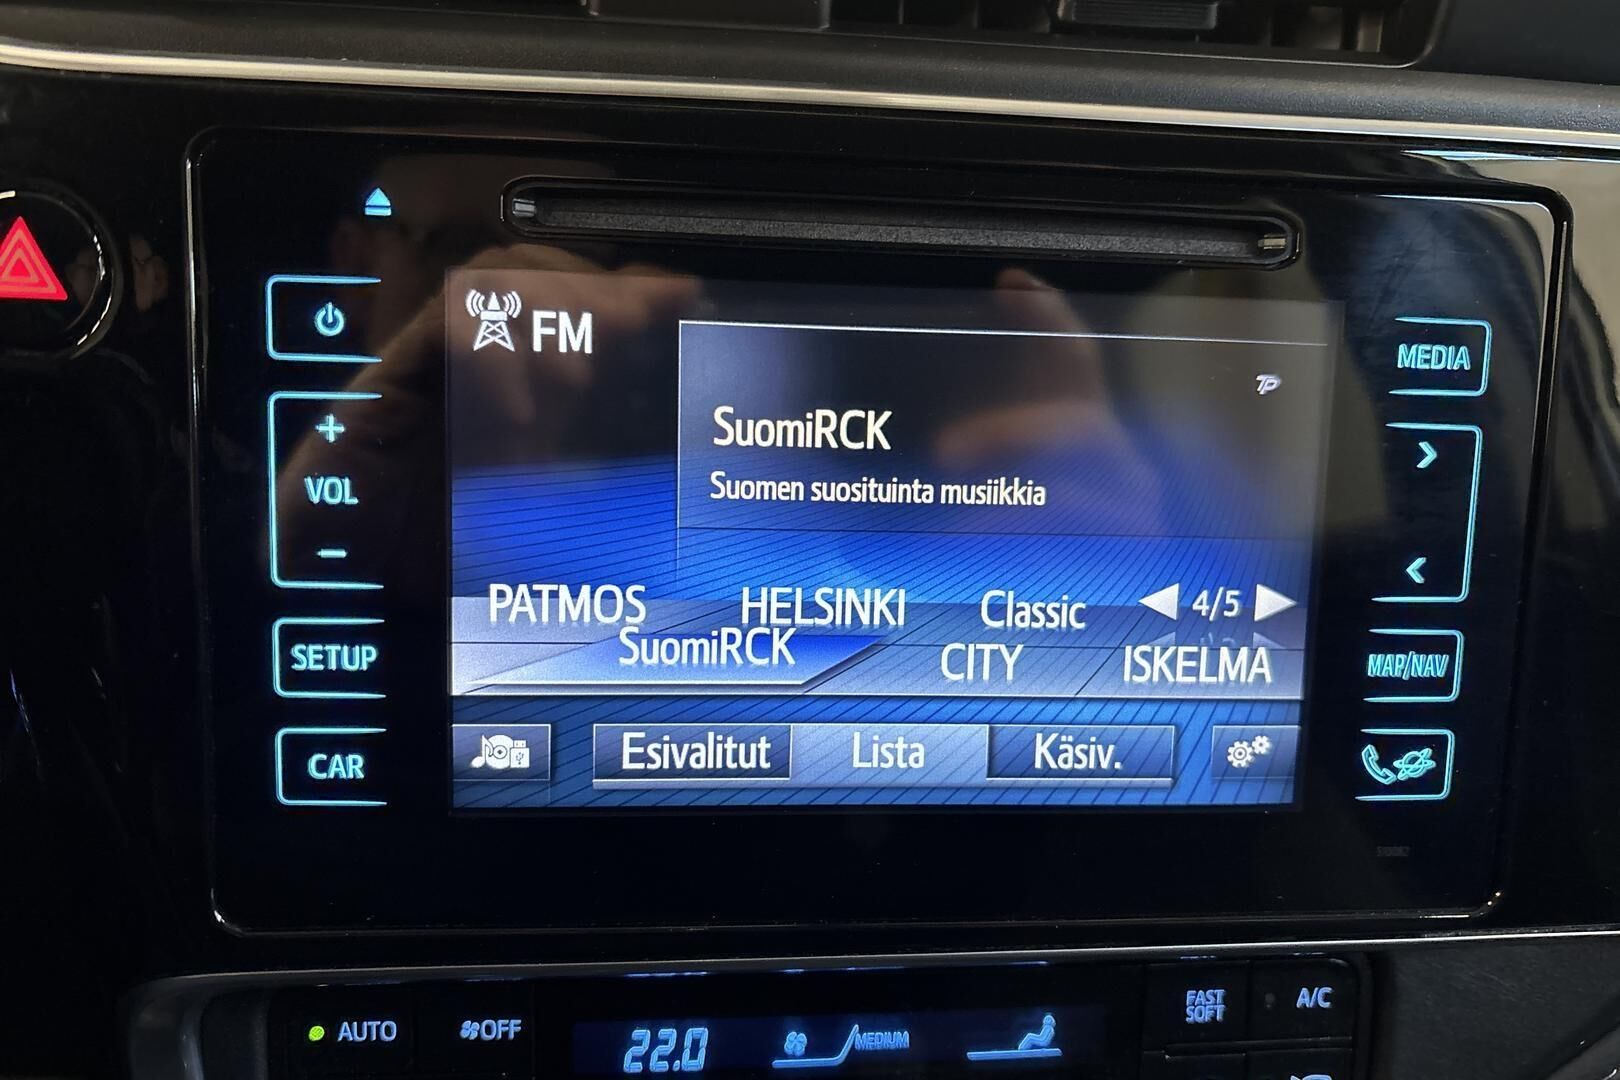 FM
MEDIA
TP
SuomiRCK
Suomen suosituinta musiikkia
VOL
PATMOS HELSINKI Classic 4/5
SuomiRCK CITY ISKELMA
SETUP
MAP/NAV
Esivalitut Lista Käsiv.
CAR
AUTO OFF 22.0 MEDIUM FAST SOFT A/C